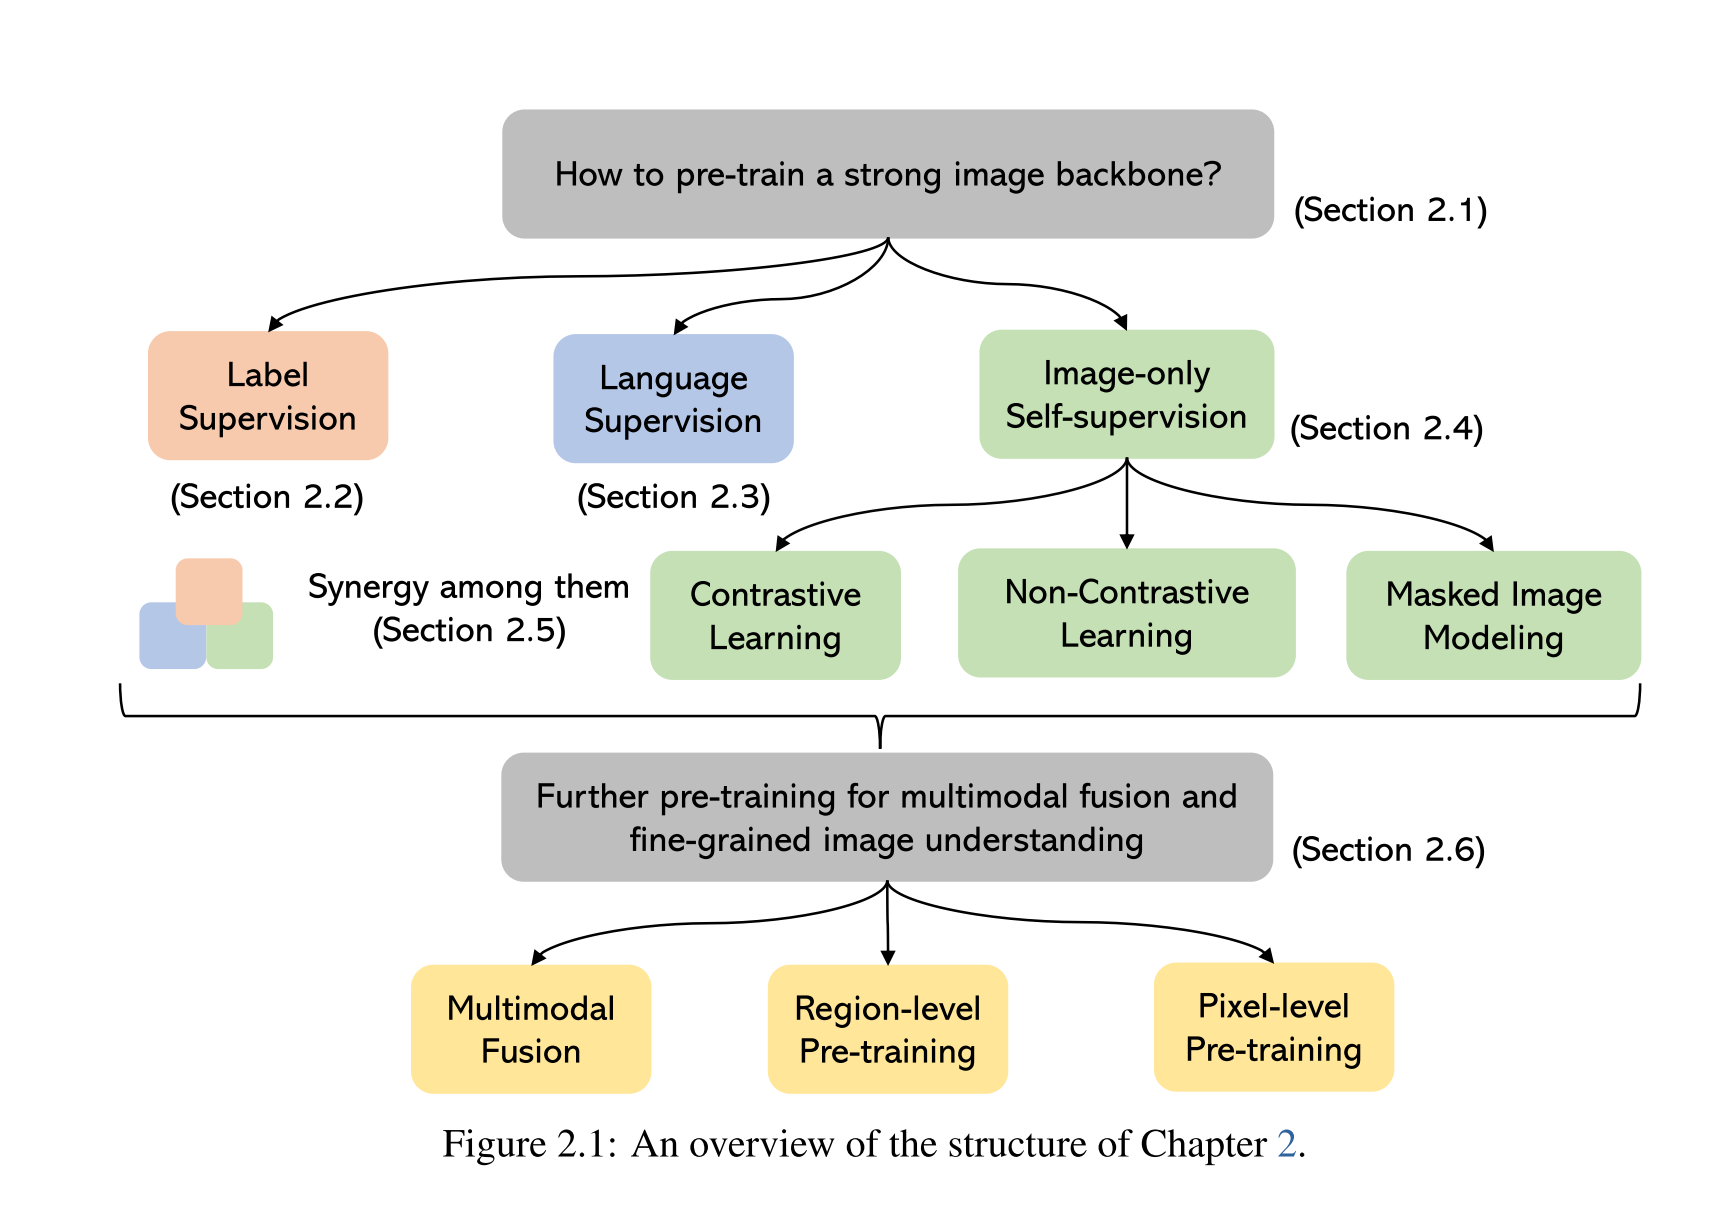 How to pre-train a strong image backbone?
(Section 2.1)
Label
Supervision
(Section 2.2)
Language
Supervision
(Section 2.3)
Image-only
Self-supervision
(Section 2.4)
Synergy among them
(Section 2.5)
Contrastive
Learning
Non-Contrastive
Learning
Masked Image
Modeling
Further pre-training for multimodal fusion and
fine-grained image understanding
(Section 2.6)
Multimodal
Fusion
Region-level
Pre-training
Pixel-level
Pre-training
Figure 2.1: An overview of the structure of Chapter 2.